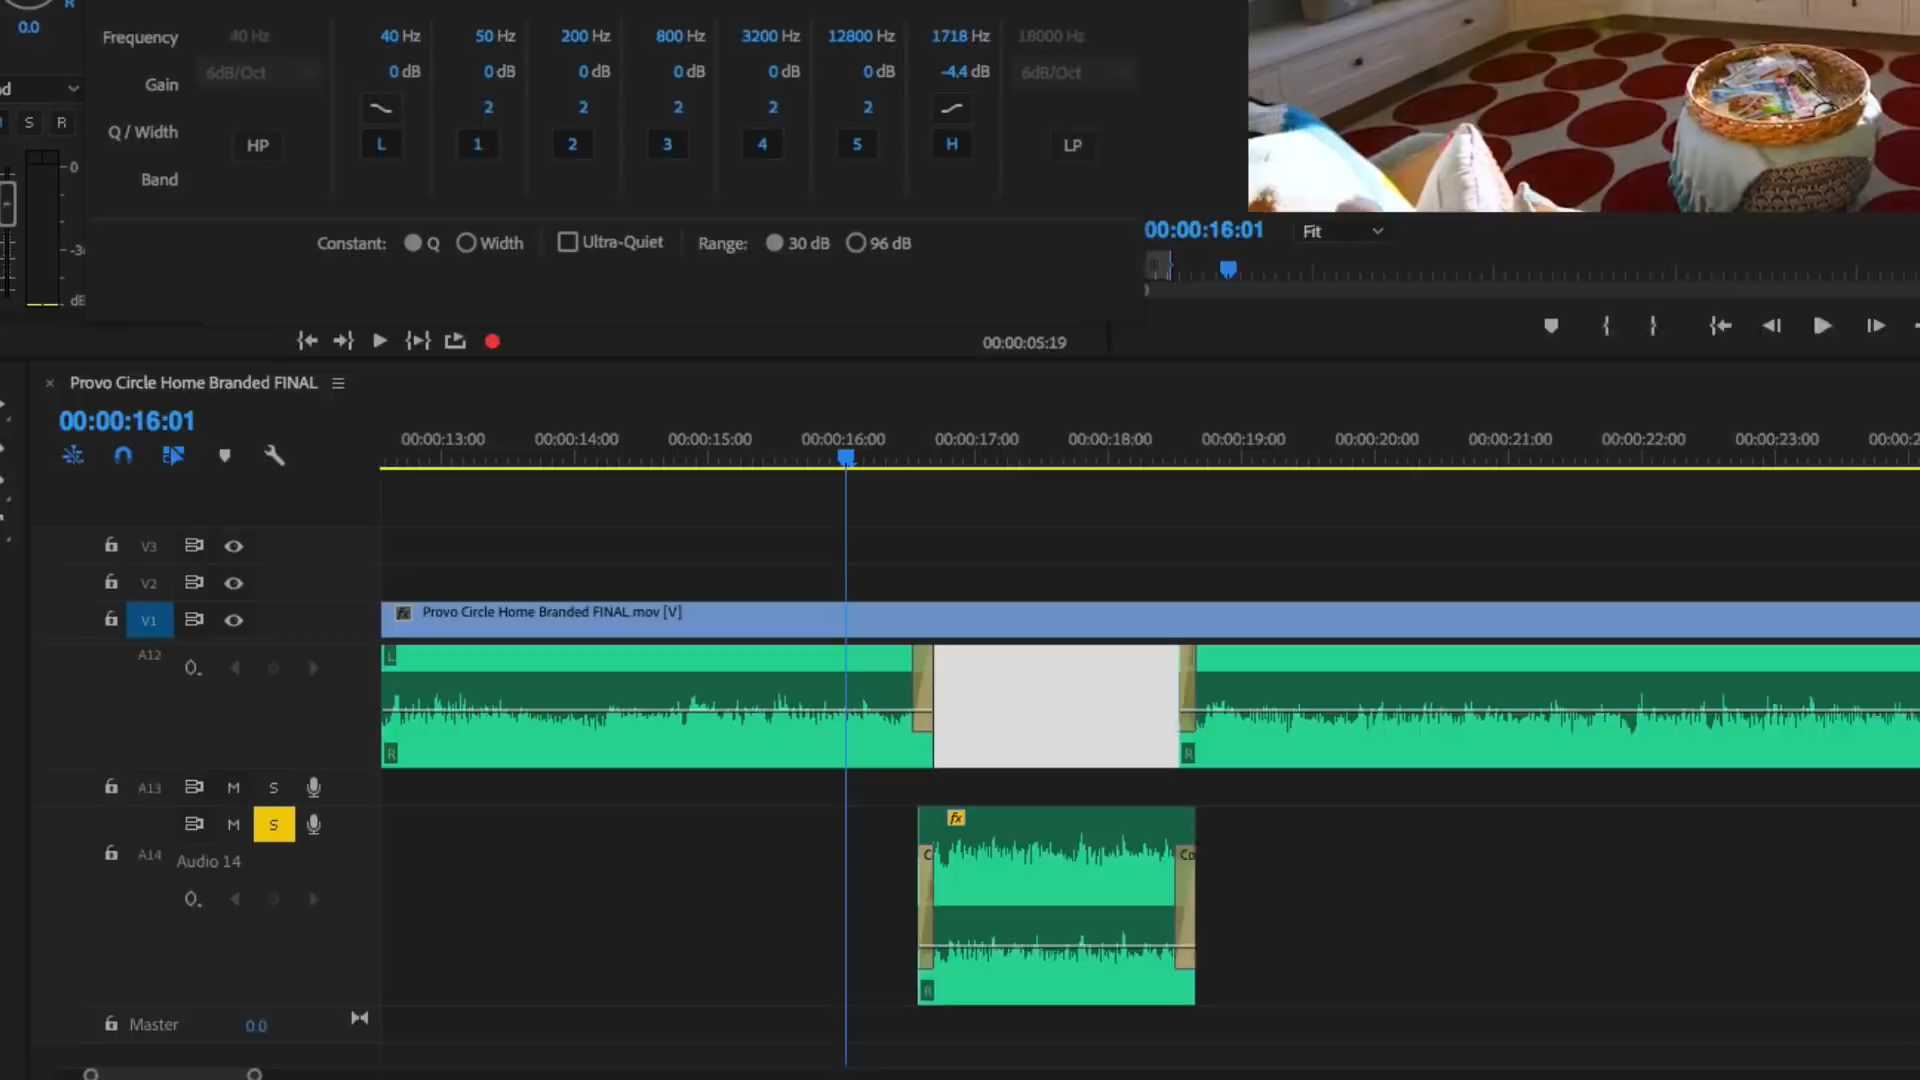 0.0
R
Frequency 40 Hz 40 Hz 50 Hz 200 Hz 800 Hz 3200 Hz 12800 Hz 1718 Hz 18000 Hz
Gain 6dB/Oct 0 dB 0 dB 0 dB 0 dB 0 dB 0 dB -4.4 dB 6dB/Oct
Q / Width 2 2 2 2 2
Band HP L 1 2 3 4 5 H LP
S R
0
dB
Constant: Q Width Ultra-Quiet Range: 30 dB 96 dB
00:00:16:01 Fit
00:00:05:19
× Provo Circle Home Branded FINAL
00:00:16:01
00:00:13:00 00:00:14:00 00:00:15:00 00:00:16:00 00:00:17:00 00:00:18:00 00:00:19:00 00:00:20:00 00:00:21:00 00:00:22:00 00:00:23:00
V3
V2
V1 fx Provo Circle Home Branded FINAL.mov [V]
A12 L
R R
A13 M S
M S fx
A14 Audio 14 C Co
R
Master 0.0